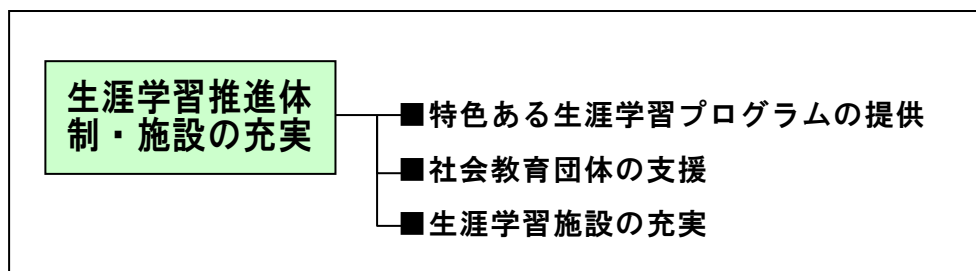 生涯学習推進体
制・施設の充実
■特色ある生涯学習プログラムの提供
■社会教育団体の支援
■生涯学習施設の充実